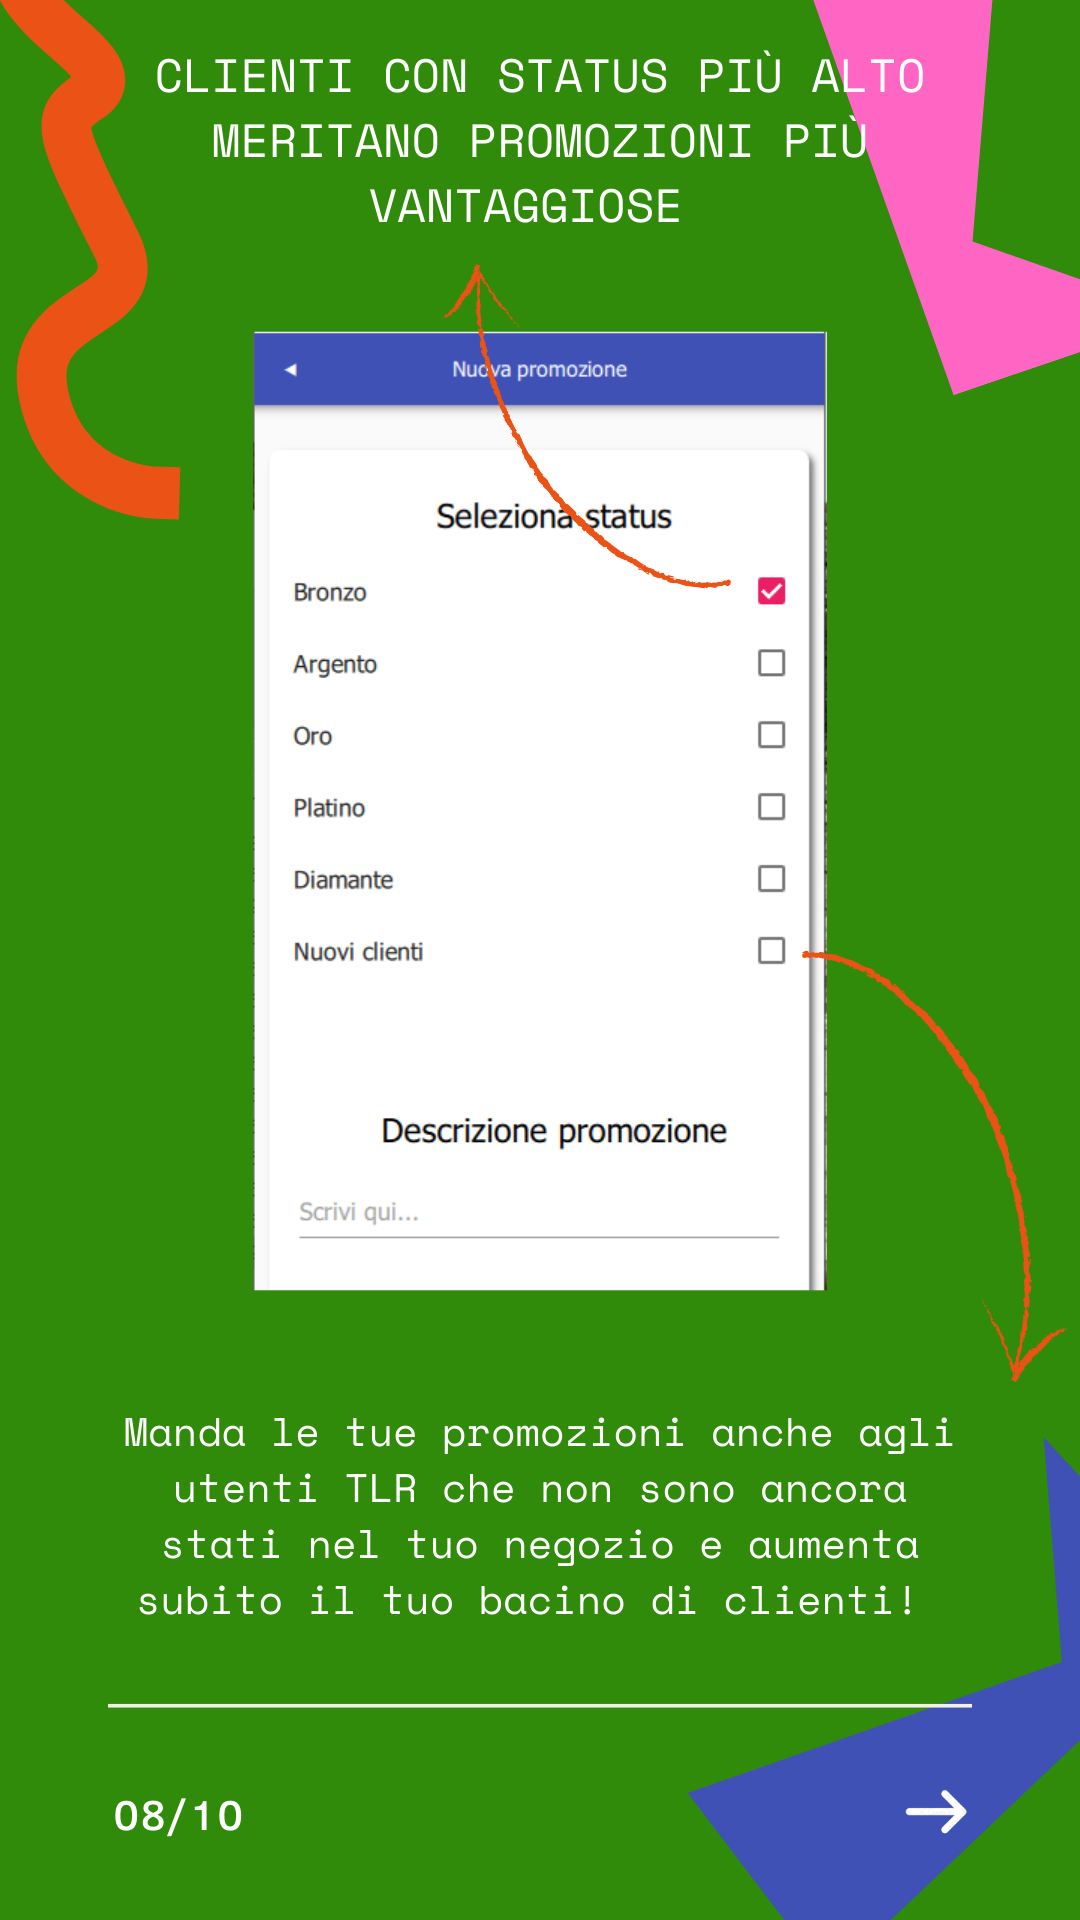 CLIENTI CON STATUS PIÙ ALTO
MERITANO PROMOZIONI PIÙ
VANTAGGIOSE
Nuova promozione
Seleziona status
Bronzo
Argento
Oro
Platino
Diamante
Nuovi clienti
Descrizione promozione
Scrivi qui...
Manda le tue promozioni anche agli
utenti TLR che non sono ancora
stati nel tuo negozio e aumenta
subito il tuo bacino di clienti!
08/10